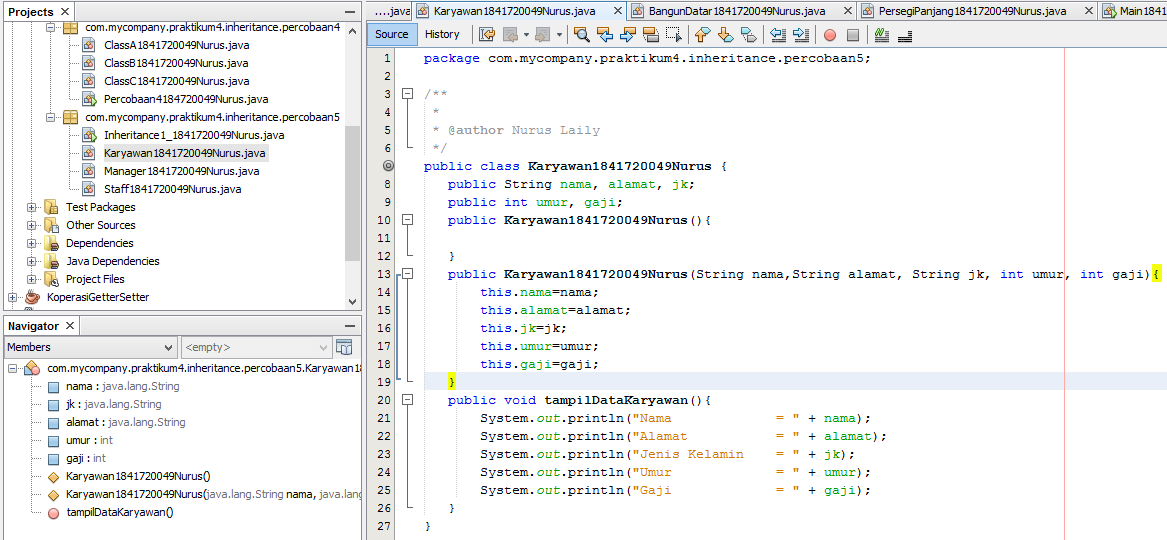 Projects
com.mycompany.praktikum4.inheritance.percobaan4
ClassA1841720049Nurus.java
ClassB1841720049Nurus.java
ClassC1841720049Nurus.java
Percobaan4184720049Nurus.java
com.mycompany.praktikum4.inheritance.percobaan5
Inheritance1_1841720049Nurus.java
Karyawan1841720049Nurus.java
Manager1841720049Nurus.java
Staff1841720049Nurus.java
Test Packages
Other Sources
Dependencies
Java Dependencies
Project Files
KoperasiGetterSetter
Navigator
Members <empty>
com.mycompany.praktikum4.inheritance.percobaan5.Karyawan18
nama : java.lang.String
jk : java.lang.String
alamat : java.lang.String
umur : int
gaji : int
Karyawan1841720049Nurus()
Karyawan1841720049Nurus(java.lang.String nama, java.lang
tampilDataKaryawan()
....java Karyawan1841720049Nurus.java BangunDatar1841720049Nurus.java PersegiPanjang1841720049Nurus.java Main1841
Source History
1 package com.mycompany.praktikum4.inheritance.percobaan5;
2
3 /**
4 *
5 * @author Nurus Laily
6 */
public class Karyawan1841720049Nurus {
8 public String nama, alamat, jk;
9 public int umur, gaji;
10 public Karyawan1841720049Nurus(){
11
12 }
13 public Karyawan1841720049Nurus(String nama,String alamat, String jk, int umur, int gaji){
14 this.nama=nama;
15 this.alamat=alamat;
16 this.jk=jk;
17 this.umur=umur;
18 this.gaji=gaji;
19 }
20 public void tampilDataKaryawan(){
21 System.out.println("Nama = " + nama);
22 System.out.println("Alamat = " + alamat);
23 System.out.println("Jenis Kelamin = " + jk);
24 System.out.println("Umur = " + umur);
25 System.out.println("Gaji = " + gaji);
26 }
27 }